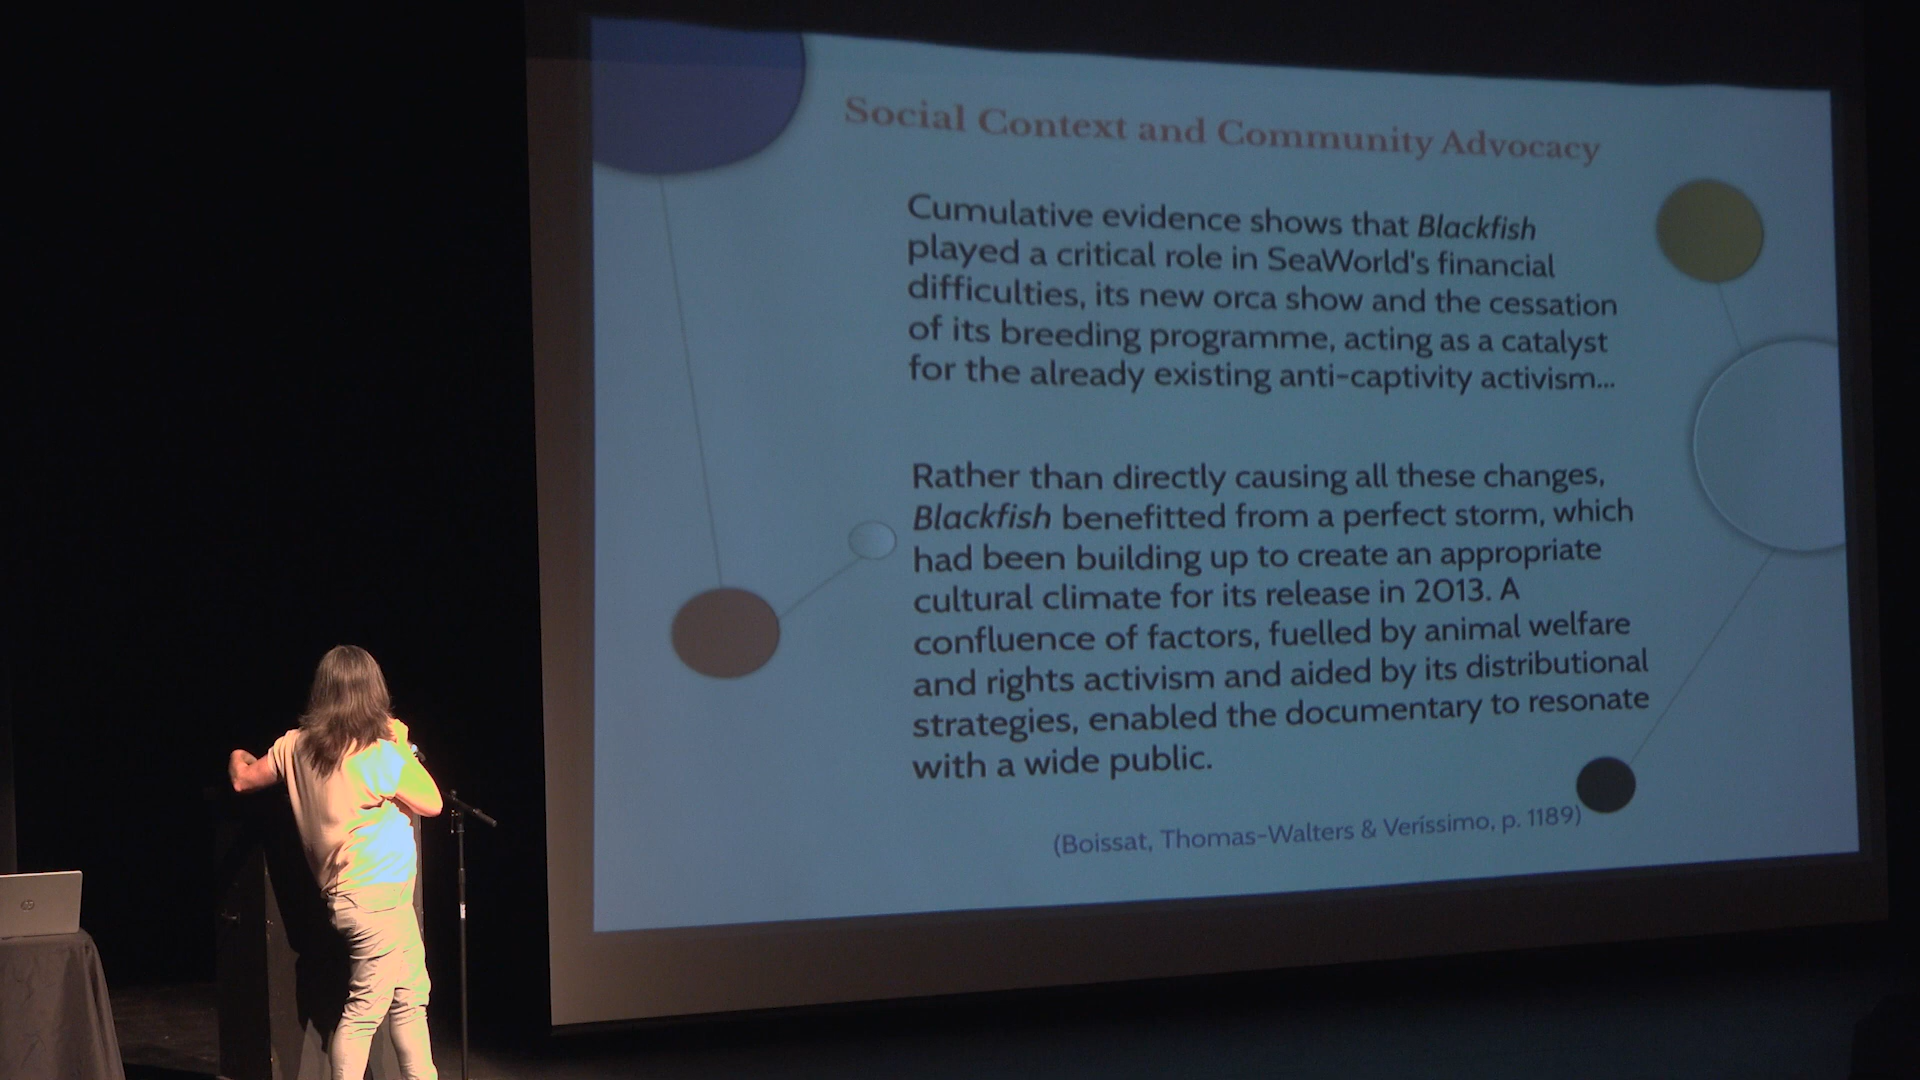 Social Context and Community Advocacy
Cumulative evidence shows that Blackfish
played a critical role in SeaWorld's financial
difficulties, its new orca show and the cessation
of its breeding programme, acting as a catalyst
for the already existing anti-captivity activism...
Rather than directly causing all these changes,
Blackfish benefitted from a perfect storm, which
had been building up to create an appropriate
cultural climate for its release in 2013. A
confluence of factors, fuelled by animal welfare
and rights activism and aided by its distributional
strategies, enabled the documentary to resonate
with a wide public.
(Boissat, Thomas-Walters & Veríssimo, p. 1189)
hp